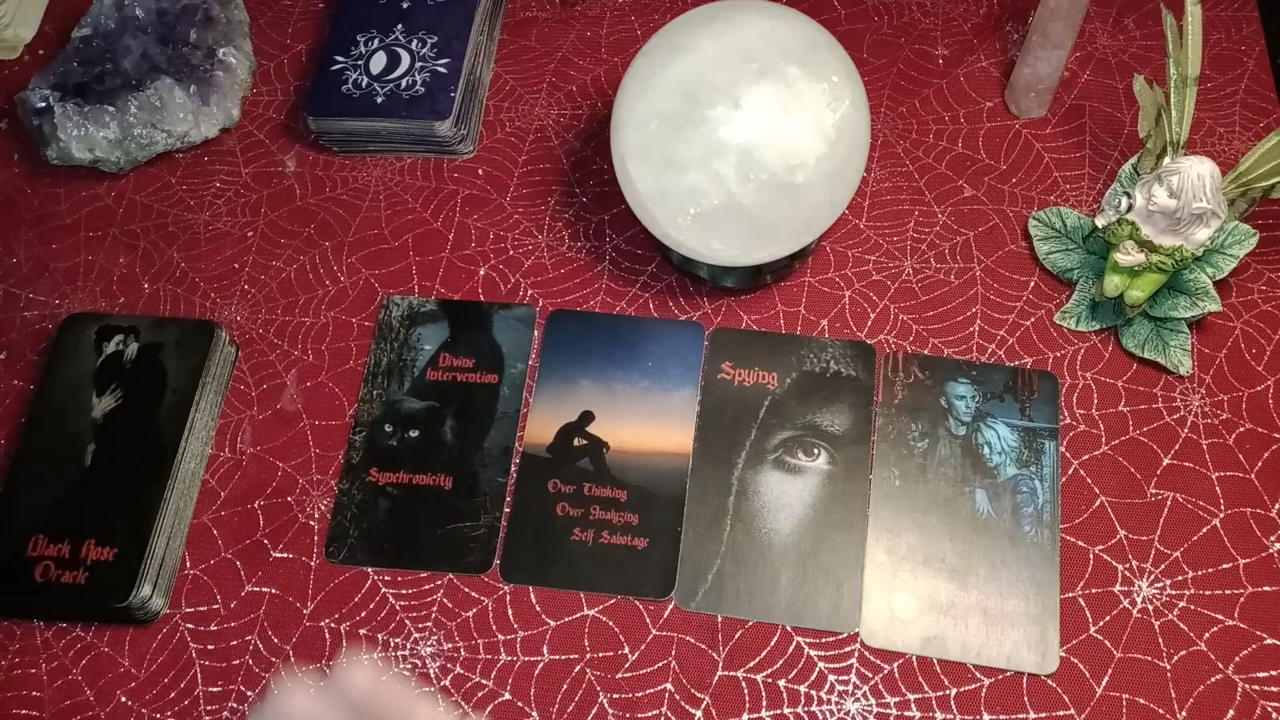 Divine
Intervention
Synchronicity
Over Thinking
Over Analyzing
Self Sabotage
Spying
Black Rose
Oracle